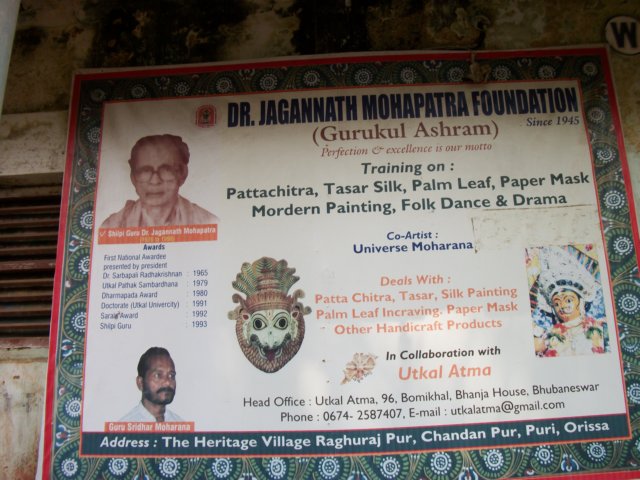 W
DR. JAGANNATH MOHAPATRA FOUNDATION
(Gurukul Ashram)
Since 1945
Perfection & excellence is our motto
Training on :
Pattachitra, Tasar Silk, Palm Leaf, Paper Mask
Mordern Painting, Folk Dance & Drama
Shilpi Guru Dr. Jagannath Mohapatra
Awards
First National Awardee
presented by president
Dr. Sarbapali Radhakrishnan : 1965
Utkal Pathak Sambardhana : 1979
Dharmapada Award : 1980
Doctorate (Utkal Univercity) : 1991
Sarala Award : 1992
Shilpi Guru : 1993
Co-Artist :
Universe Moharana
Deals With :
Patta Chitra, Tasar, Silk Painting
Palm Leaf Incraving. Paper Mask
Other Handicraft Products
In Collaboration with
Utkal Atma
Guru Sridhar Moharana
Head Office : Utkal Atma, 96, Bomikhal, Bhanja House, Bhubaneswar
Phone : 0674- 2587407, E-mail : utkalatma@gmail.com
Address : The Heritage Village Raghuraj Pur, Chandan Pur, Puri, Orissa